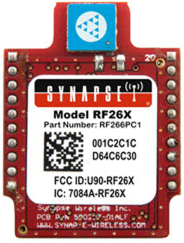 SYNAPSE
Model RF26X
Part Number: RF266PC1
001C2C1C
D64C6C30
FCC ID:U90-RF26X
IC: 7084A-RF26X
Synapse Wireless Inc.
WWW.SYNAPSE-WIRELESS.COM